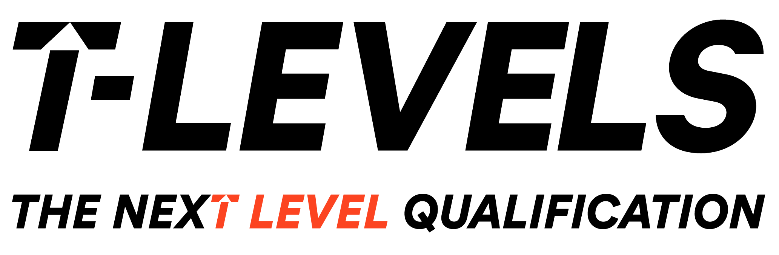 T-LEVELS
THE NEXT LEVEL QUALIFICATION